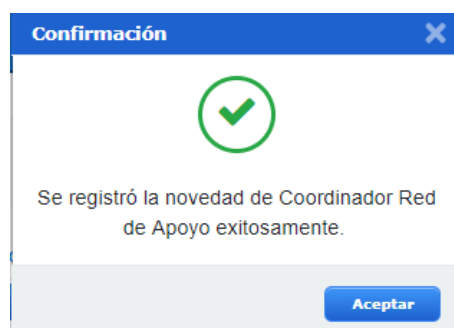 Confirmación
Se registró la novedad de Coordinador Red
de Apoyo exitosamente.
Aceptar